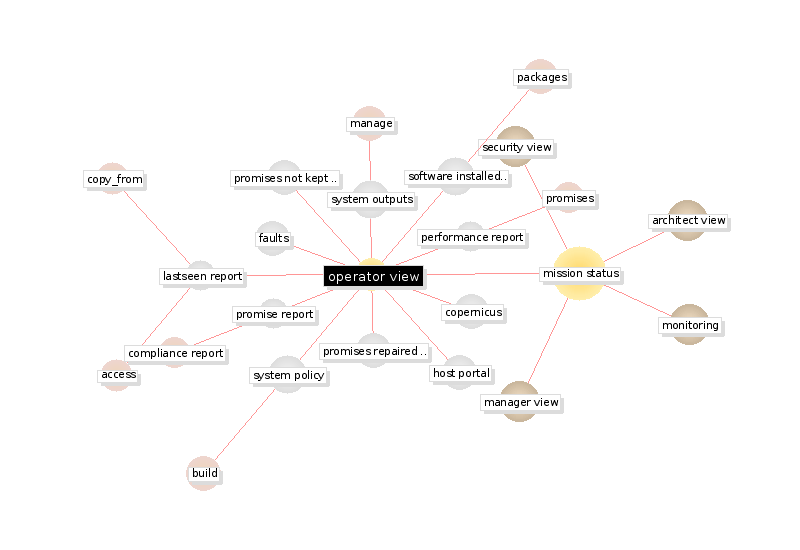 packages
manage
security view
copy_from
promises not kept ..
software installed..
system outputs
promises
architect view
faults
performance report
lastseen report
operator view
mission status
promise report
copernicus
monitoring
compliance report
promises repaired ..
access
system policy
host portal
manager view
build